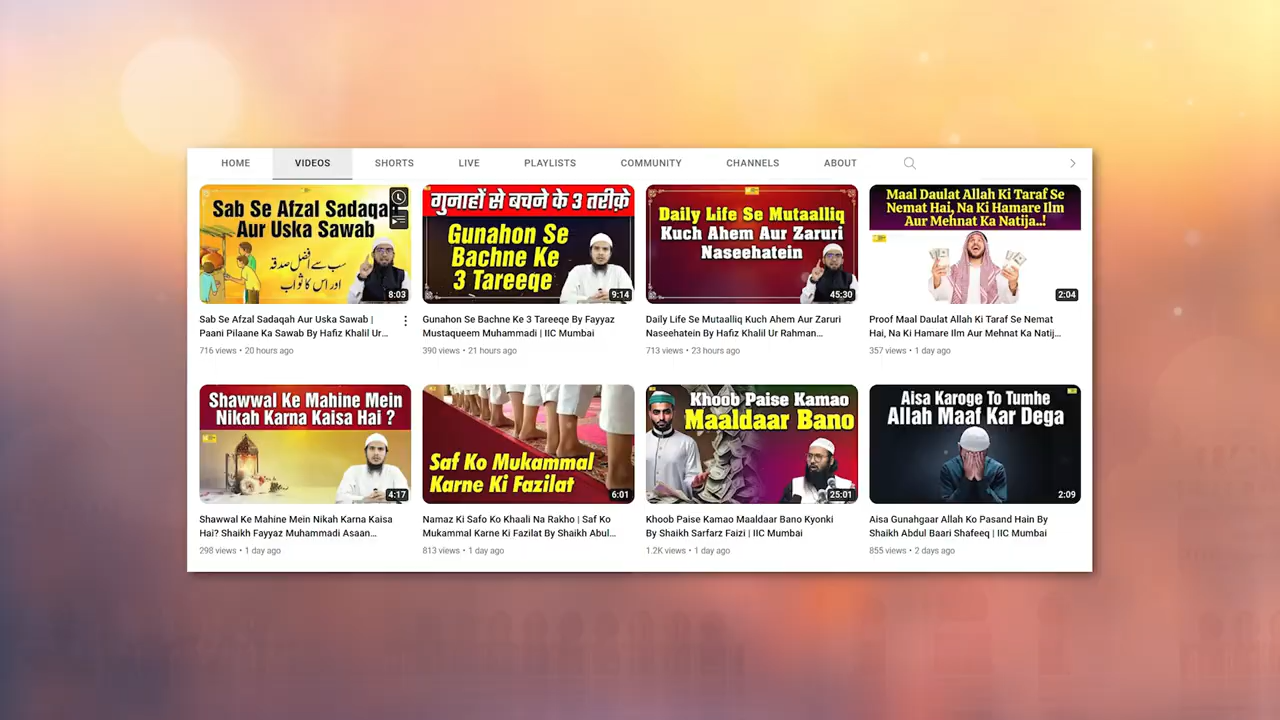 HOME VIDEOS SHORTS LIVE PLAYLISTS COMMUNITY CHANNELS ABOUT
Sab Se Afzal Sadaqah
Aur Uska Sawab
سب سے افضل صدقہ
اور اس کا ثواب
8:03
Sab Se Afzal Sadaqah Aur Uska Sawab |
Paani Pilaane Ka Sawab By Hafiz Khalil Ur...
716 views • 20 hours ago
गुनाहों से बचने के 3 तरीक़े
Gunahon Se
Bachne Ke
3 Tareeqe
9:14
Gunahon Se Bachne Ke 3 Tareeqe By Fayyaz
Mustaqueem Muhammadi | IIC Mumbai
390 views • 21 hours ago
Daily Life Se Mutaalliq
Kuch Ahem Aur Zaruri
Naseehatein
45:30
Daily Life Se Mutaalliq Kuch Ahem Aur Zaruri
Naseehatein By Hafiz Khalil Ur Rahman...
713 views • 23 hours ago
Maal Daulat Allah Ki Taraf Se
Nemat Hai, Na Ki Hamare Ilm
Aur Mehnat Ka Natija..!
2:04
Proof Maal Daulat Allah Ki Taraf Se Nemat
Hai, Na Ki Hamare Ilm Aur Mehnat Ka Natij...
357 views • 1 day ago
Shawwal Ke Mahine Mein
Nikah Karna Kaisa Hai ?
4:17
Shawwal Ke Mahine Mein Nikah Karna Kaisa
Hai? Shaikh Fayyaz Muhammadi Asaan...
298 views • 1 day ago
Saf Ko Mukammal
Karne Ki Fazilat
6:01
Namaz Ki Safo Ko Khaali Na Rakho | Saf Ko
Mukammal Karne Ki Fazilat By Shaikh Abul...
813 views • 1 day ago
Khoob Paise Kamao
Maaldaar Bano
25:01
Khoob Paise Kamao Maaldaar Bano Kyonki
By Shaikh Sarfarz Faizi | IIC Mumbai
1.2K views • 1 day ago
Aisa Karoge To Tumhe
Allah Maaf Kar Dega
2:09
Aisa Gunahgaar Allah Ko Pasand Hain By
Shaikh Abdul Baari Shafeeq | IIC Mumbai
855 views • 2 days ago